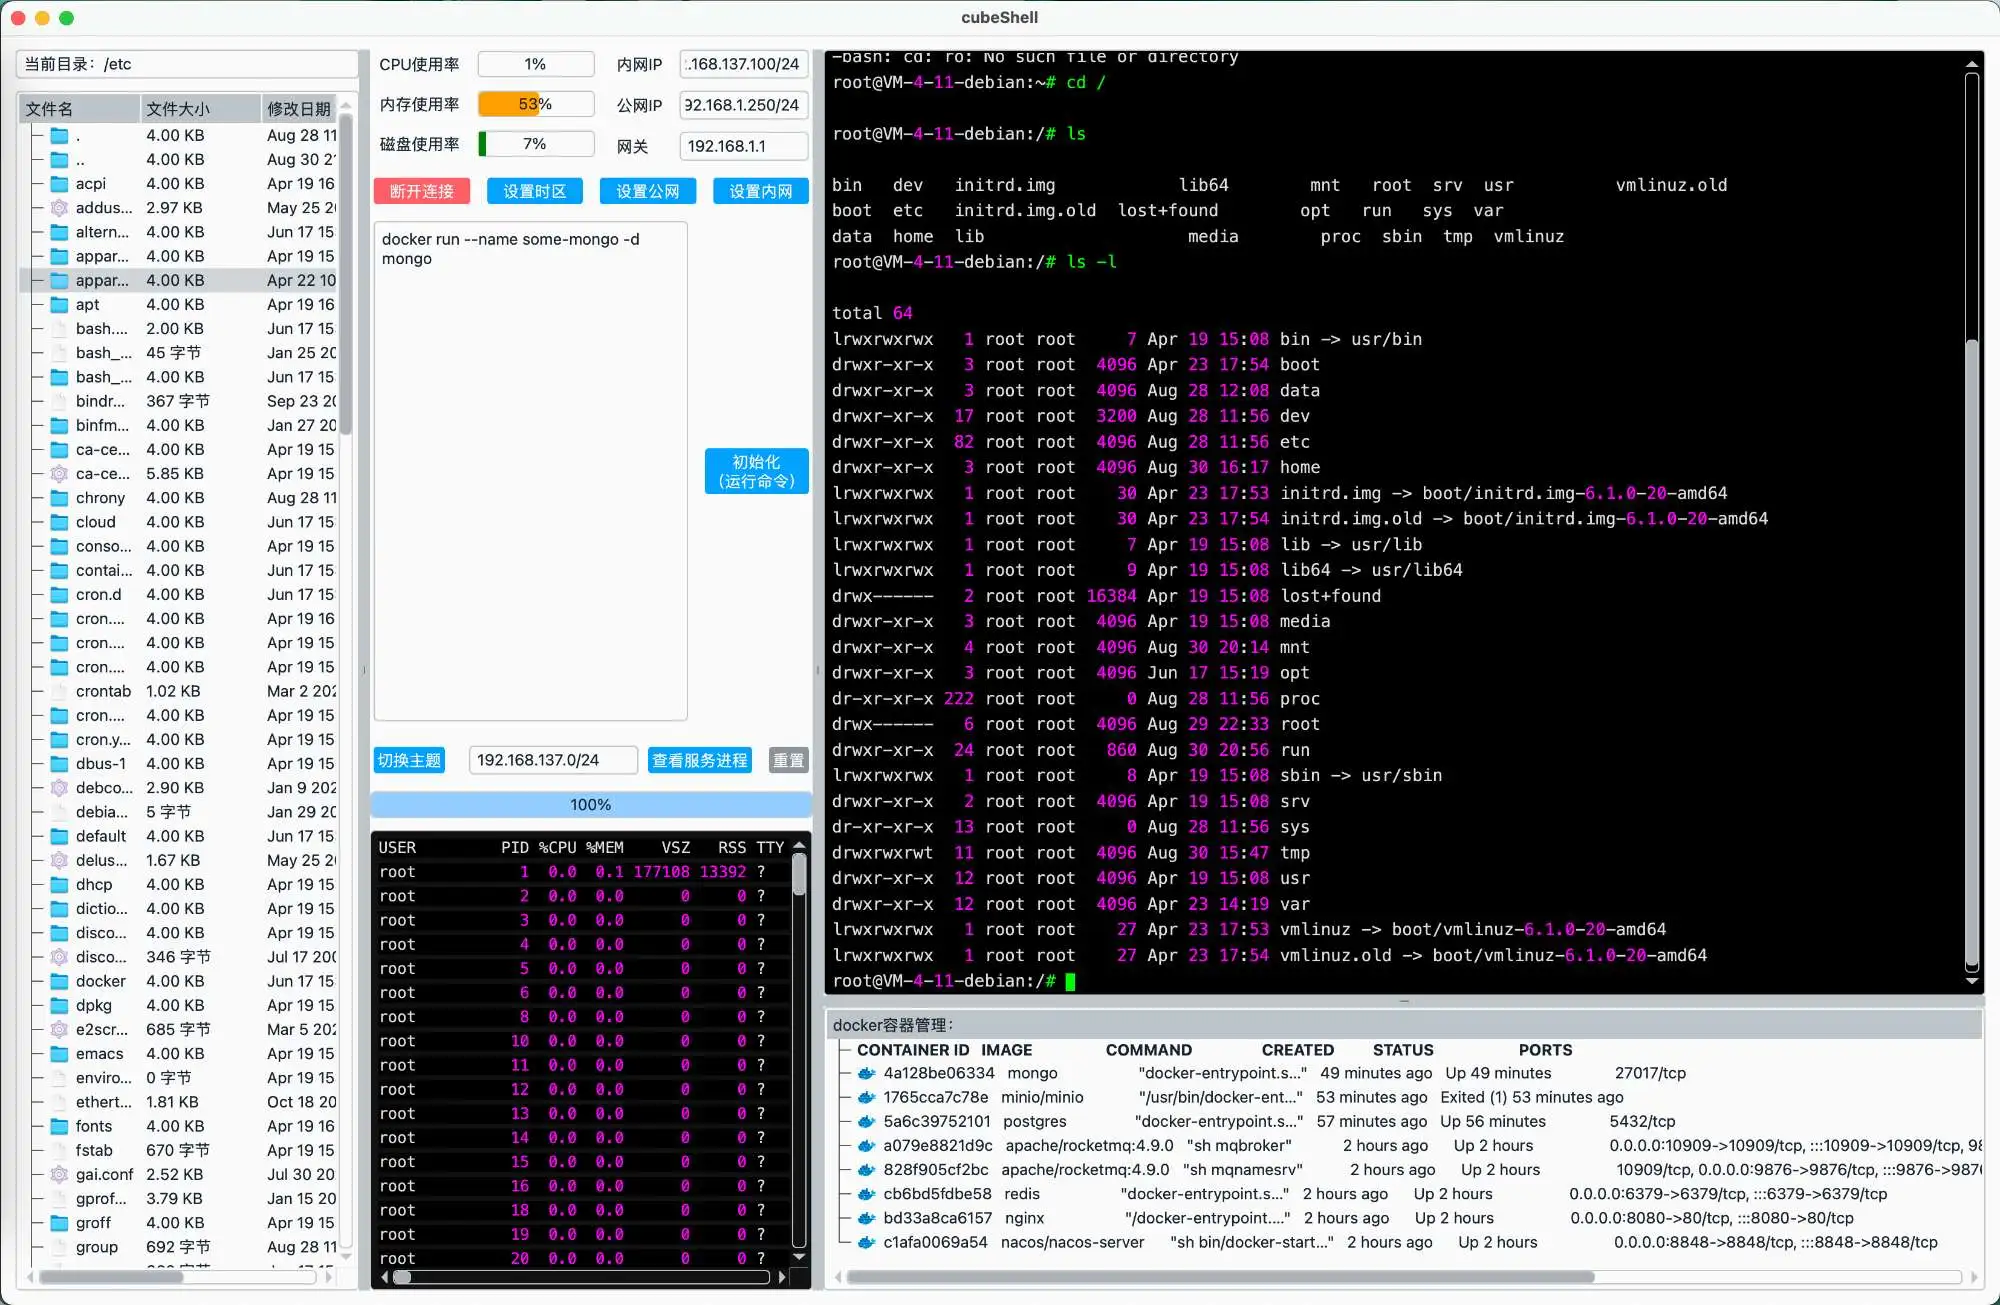 cubeShell
当前目录：/etc
文件名 文件大小 修改日期
. 4.00 KB Aug 28 11
.. 4.00 KB Aug 30 2
acpi 4.00 KB Apr 19 16
addus... 2.97 KB May 25 2
altern... 4.00 KB Jun 17 15
appar... 4.00 KB Apr 19 15
appar... 4.00 KB Apr 22 10
apt 4.00 KB Apr 19 16
bash.... 2.00 KB Jun 17 15
bash_... 45 字节 Jan 25 20
bash_... 4.00 KB Jun 17 15
bindr... 367 字节 Sep 23 20
binfm... 4.00 KB Jan 27 20
ca-ce... 4.00 KB Apr 19 15
ca-ce... 5.85 KB Apr 19 15
chrony 4.00 KB Aug 28 11
cloud 4.00 KB Jun 17 15
conso... 4.00 KB Apr 19 15
contai... 4.00 KB Jun 17 15
cron.d 4.00 KB Jun 17 15
cron.... 4.00 KB Apr 19 16
cron.... 4.00 KB Apr 19 15
cron.... 4.00 KB Apr 19 15
crontab 1.02 KB Mar 2 202
cron.... 4.00 KB Apr 19 15
cron.y... 4.00 KB Apr 19 15
dbus-1 4.00 KB Apr 19 15
debco... 2.90 KB Jan 9 202
debia... 5 字节 Jan 29 20
default 4.00 KB Jun 17 15
delus... 1.67 KB May 25 2
dhcp 4.00 KB Apr 19 15
dictio... 4.00 KB Apr 19 15
disco... 4.00 KB Apr 19 15
disco... 346 字节 Jul 17 200
docker 4.00 KB Jun 17 15
dpkg 4.00 KB Apr 19 15
e2scr... 685 字节 Mar 5 202
emacs 4.00 KB Apr 19 15
enviro... 0 字节 Apr 19 15
ethert... 1.81 KB Oct 18 20
fonts 4.00 KB Apr 19 16
fstab 670 字节 Apr 19 15
gai.conf 2.52 KB Jul 30 20
gprof... 3.79 KB Jan 15 20
groff 4.00 KB Apr 19 15
group 692 字节 Aug 28 11
CPU使用率 1% 内网IP .168.137.100/24
内存使用率 53% 公网IP 92.168.1.250/24
磁盘使用率 7% 网关 192.168.1.1
断开连接 设置时区 设置公网 设置内网
docker run --name some-mongo -d
mongo
初始化
（运行命令）
切换主题 192.168.137.0/24 查看服务进程 重置
100%
USER PID %CPU %MEM VSZ RSS TTY
root 1 0.0 0.1 177108 13392 ?
root 2 0.0 0.0 0 0 ?
root 3 0.0 0.0 0 0 ?
root 4 0.0 0.0 0 0 ?
root 5 0.0 0.0 0 0 ?
root 6 0.0 0.0 0 0 ?
root 8 0.0 0.0 0 0 ?
root 10 0.0 0.0 0 0 ?
root 11 0.0 0.0 0 0 ?
root 12 0.0 0.0 0 0 ?
root 13 0.0 0.0 0 0 ?
root 14 0.0 0.0 0 0 ?
root 15 0.0 0.0 0 0 ?
root 16 0.0 0.0 0 0 ?
root 18 0.0 0.0 0 0 ?
root 19 0.0 0.0 0 0 ?
root 20 0.0 0.0 0 0 ?
-bash: cd: ro: No such file or directory
root@VM-4-11-debian:~# cd /
root@VM-4-11-debian:/# ls
bin dev initrd.img lib64 mnt root srv usr vmlinuz.old
boot etc initrd.img.old lost+found opt run sys var
data home lib media proc sbin tmp vmlinuz
root@VM-4-11-debian:/# ls -l
total 64
lrwxrwxrwx 1 root root 7 Apr 19 15:08 bin -> usr/bin
drwxr-xr-x 3 root root 4096 Apr 23 17:54 boot
drwxr-xr-x 3 root root 4096 Aug 28 12:08 data
drwxr-xr-x 17 root root 3200 Aug 28 11:56 dev
drwxr-xr-x 82 root root 4096 Aug 28 11:56 etc
drwxr-xr-x 3 root root 4096 Aug 30 16:17 home
lrwxrwxrwx 1 root root 30 Apr 23 17:53 initrd.img -> boot/initrd.img-6.1.0-20-amd64
lrwxrwxrwx 1 root root 30 Apr 23 17:54 initrd.img.old -> boot/initrd.img-6.1.0-20-amd64
lrwxrwxrwx 1 root root 7 Apr 19 15:08 lib -> usr/lib
lrwxrwxrwx 1 root root 9 Apr 19 15:08 lib64 -> usr/lib64
drwx------ 2 root root 16384 Apr 19 15:08 lost+found
drwxr-xr-x 3 root root 4096 Apr 19 15:08 media
drwxr-xr-x 4 root root 4096 Aug 30 20:14 mnt
drwxr-xr-x 3 root root 4096 Jun 17 15:19 opt
dr-xr-xr-x 222 root root 0 Aug 28 11:56 proc
drwx------ 6 root root 4096 Aug 29 22:33 root
drwxr-xr-x 24 root root 860 Aug 30 20:56 run
lrwxrwxrwx 1 root root 8 Apr 19 15:08 sbin -> usr/sbin
drwxr-xr-x 2 root root 4096 Apr 19 15:08 srv
dr-xr-xr-x 13 root root 0 Aug 28 11:56 sys
drwxrwxrwt 11 root root 4096 Aug 30 15:47 tmp
drwxr-xr-x 12 root root 4096 Apr 19 15:08 usr
drwxr-xr-x 12 root root 4096 Apr 23 14:19 var
lrwxrwxrwx 1 root root 27 Apr 23 17:53 vmlinuz -> boot/vmlinuz-6.1.0-20-amd64
lrwxrwxrwx 1 root root 27 Apr 23 17:54 vmlinuz.old -> boot/vmlinuz-6.1.0-20-amd64
root@VM-4-11-debian:/#
docker容器管理：
CONTAINER ID IMAGE COMMAND CREATED STATUS PORTS
4a128be06334 mongo "docker-entrypoint.s..." 49 minutes ago Up 49 minutes 27017/tcp
1765cca7c78e minio/minio "/usr/bin/docker-ent..." 53 minutes ago Exited (1) 53 minutes ago
5a6c39752101 postgres "docker-entrypoint.s..." 57 minutes ago Up 56 minutes 5432/tcp
a079e8821d9c apache/rocketmq:4.9.0 "sh mqbroker" 2 hours ago Up 2 hours 0.0.0.0:10909->10909/tcp, :::10909->10909/tcp, 98
828f905cf2bc apache/rocketmq:4.9.0 "sh mqnamesrv" 2 hours ago Up 2 hours 10909/tcp, 0.0.0.0:9876->9876/tcp, :::9876->987
cb6bd5fdbe58 redis "docker-entrypoint.s..." 2 hours ago Up 2 hours 0.0.0.0:6379->6379/tcp, :::6379->6379/tcp
bd33a8ca6157 nginx "/docker-entrypoint...." 2 hours ago Up 2 hours 0.0.0.0:8080->80/tcp, :::8080->80/tcp
c1afa0069a54 nacos/nacos-server "sh bin/docker-start..." 2 hours ago Up 2 hours 0.0.0.0:8848->8848/tcp, :::8848->8848/tcp